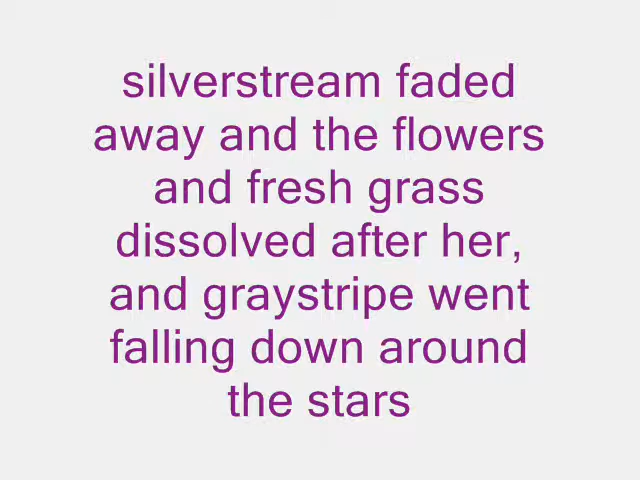 silverstream faded
away and the flowers
and fresh grass
dissolved after her,
and graystripe went
falling down around
the stars